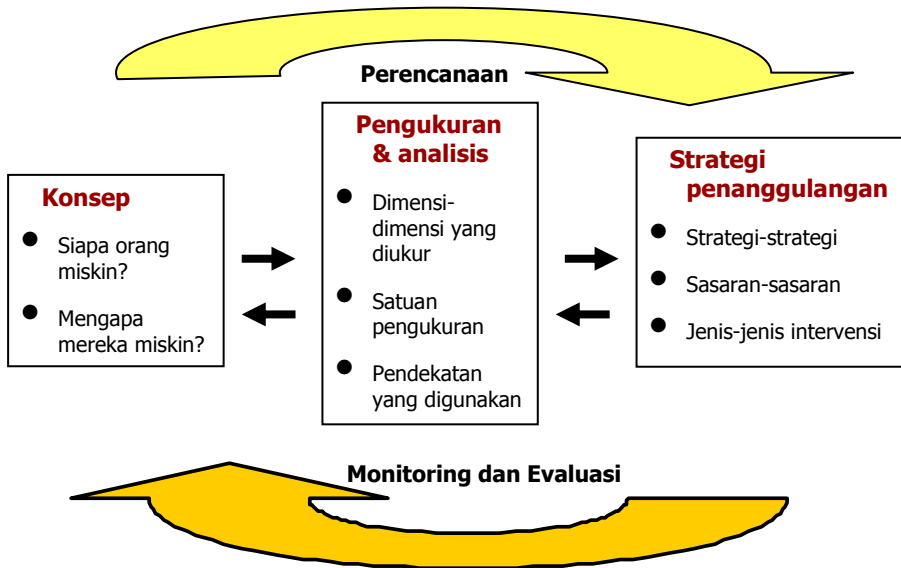 Perencanaan
Konsep
● Siapa orang
miskin?
● Mengapa
mereka miskin?
Pengukuran
& analisis
● Dimensi-
dimensi yang
diukur
● Satuan
pengukuran
● Pendekatan
yang digunakan
Strategi
penanggulangan
● Strategi-strategi
● Sasaran-sasaran
● Jenis-jenis intervensi
Monitoring dan Evaluasi